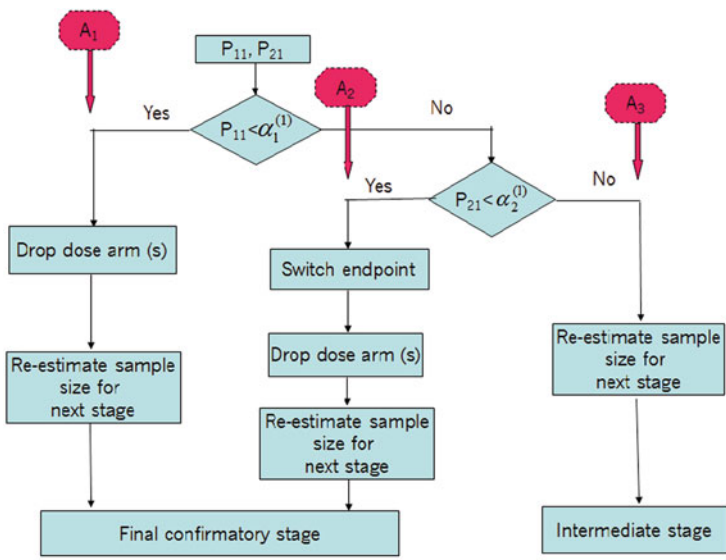 A₁
P₁₁, P₂₁
A₂
A₃
Yes
P₁₁<α₁⁽¹⁾
No
Yes
P₂₁<α₂⁽¹⁾
No
Drop dose arm (s)
Switch endpoint
Re-estimate sample
size for
next stage
Drop dose arm (s)
Re-estimate sample
size for
next stage
Re-estimate sample
size for
next stage
Final confirmatory stage
Intermediate stage